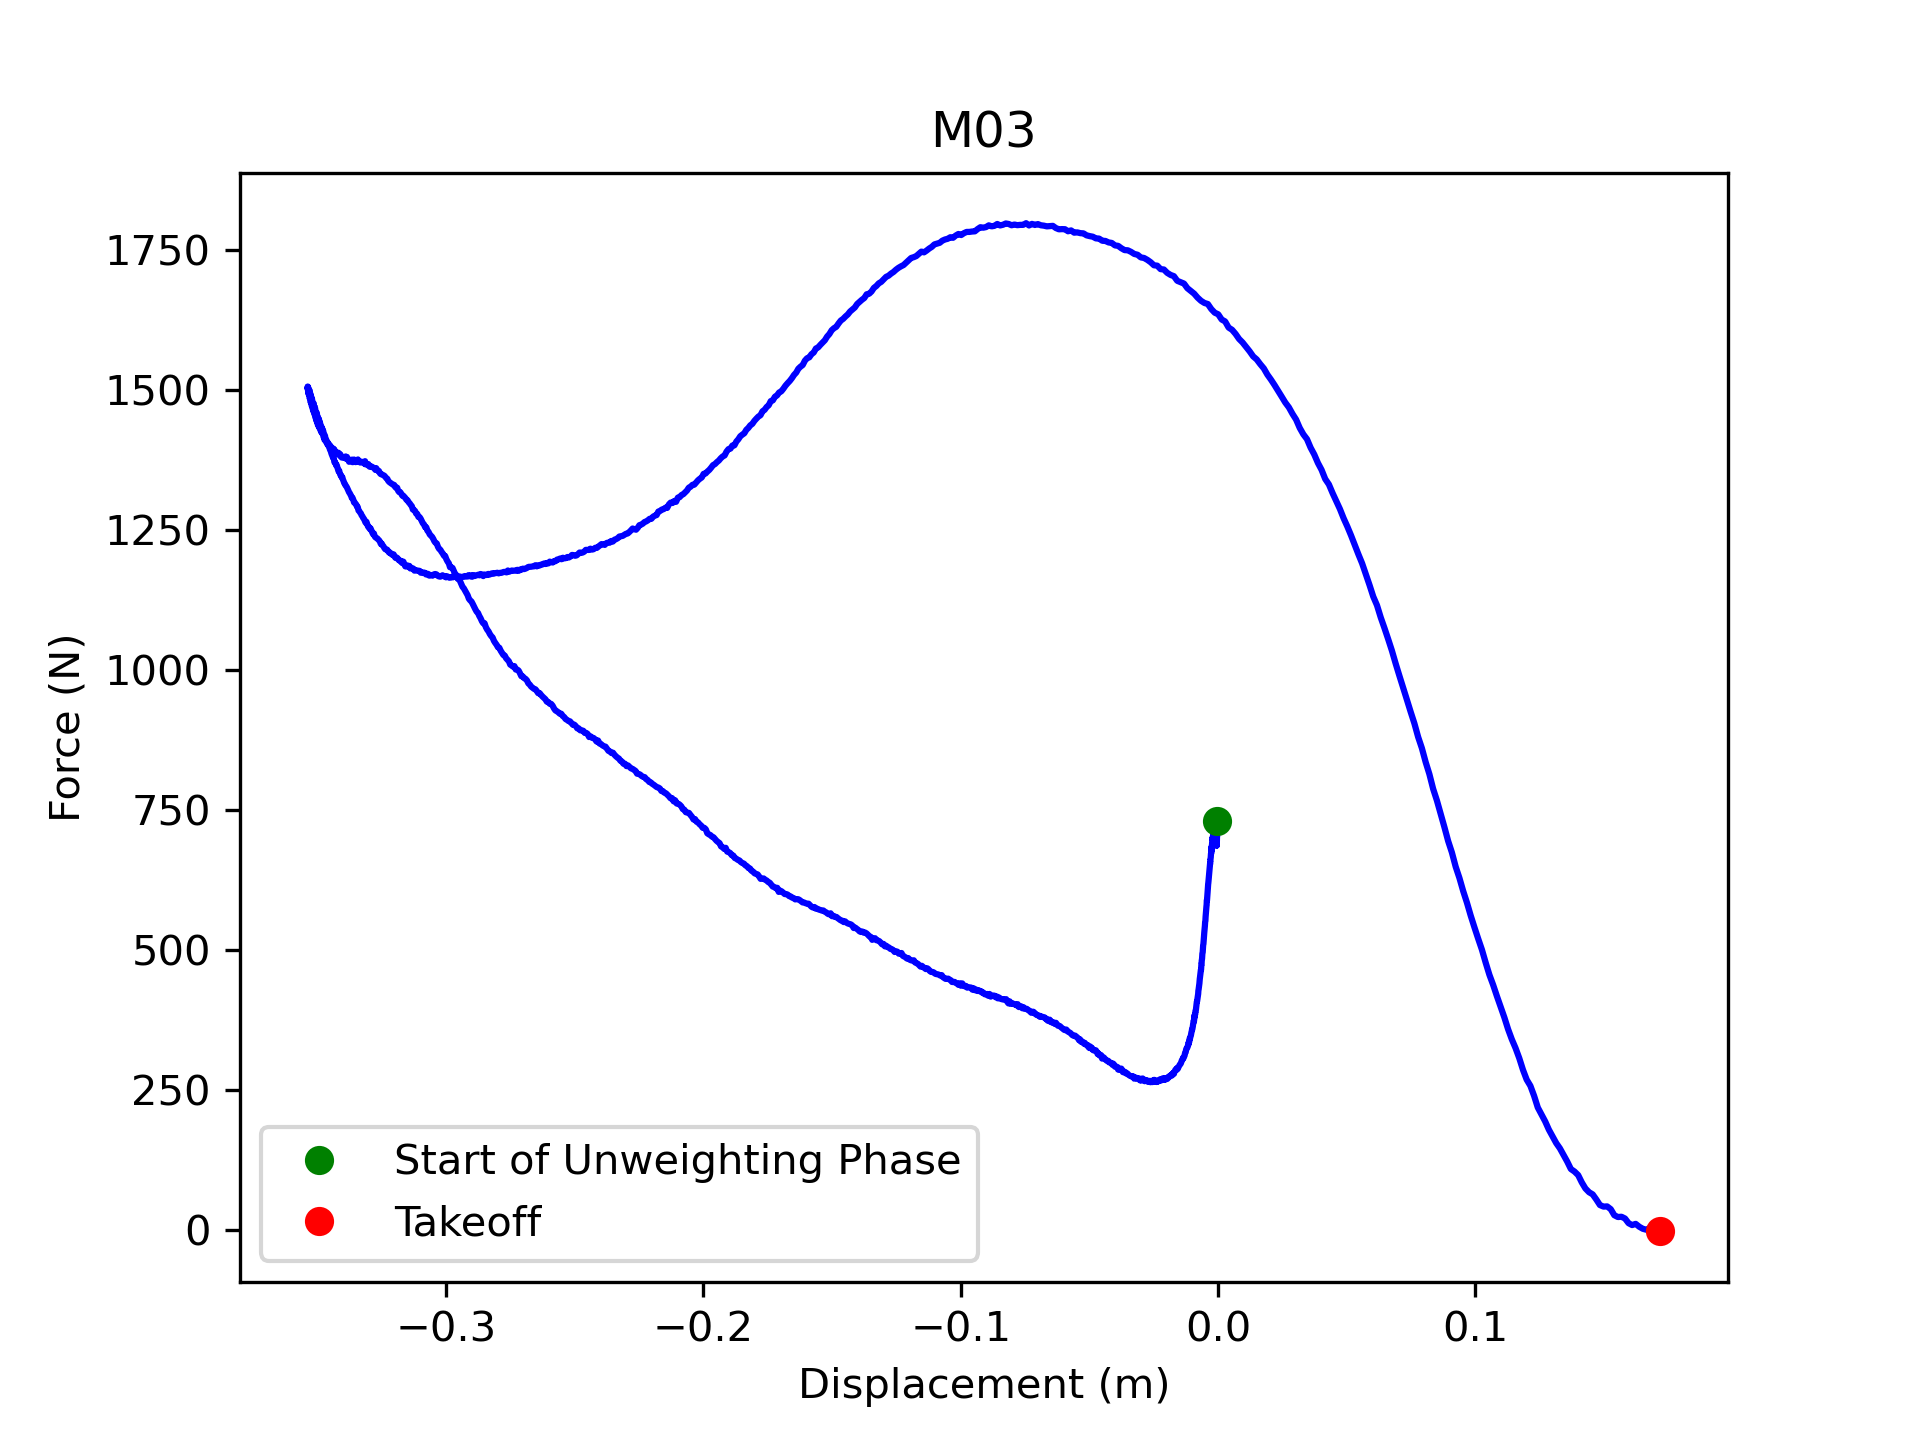 M03
1750
1500
1250
1000
750
500
250
0
Force (N)
Start of Unweighting Phase
Takeoff
−0.3
−0.2
−0.1
0.0
0.1
Displacement (m)